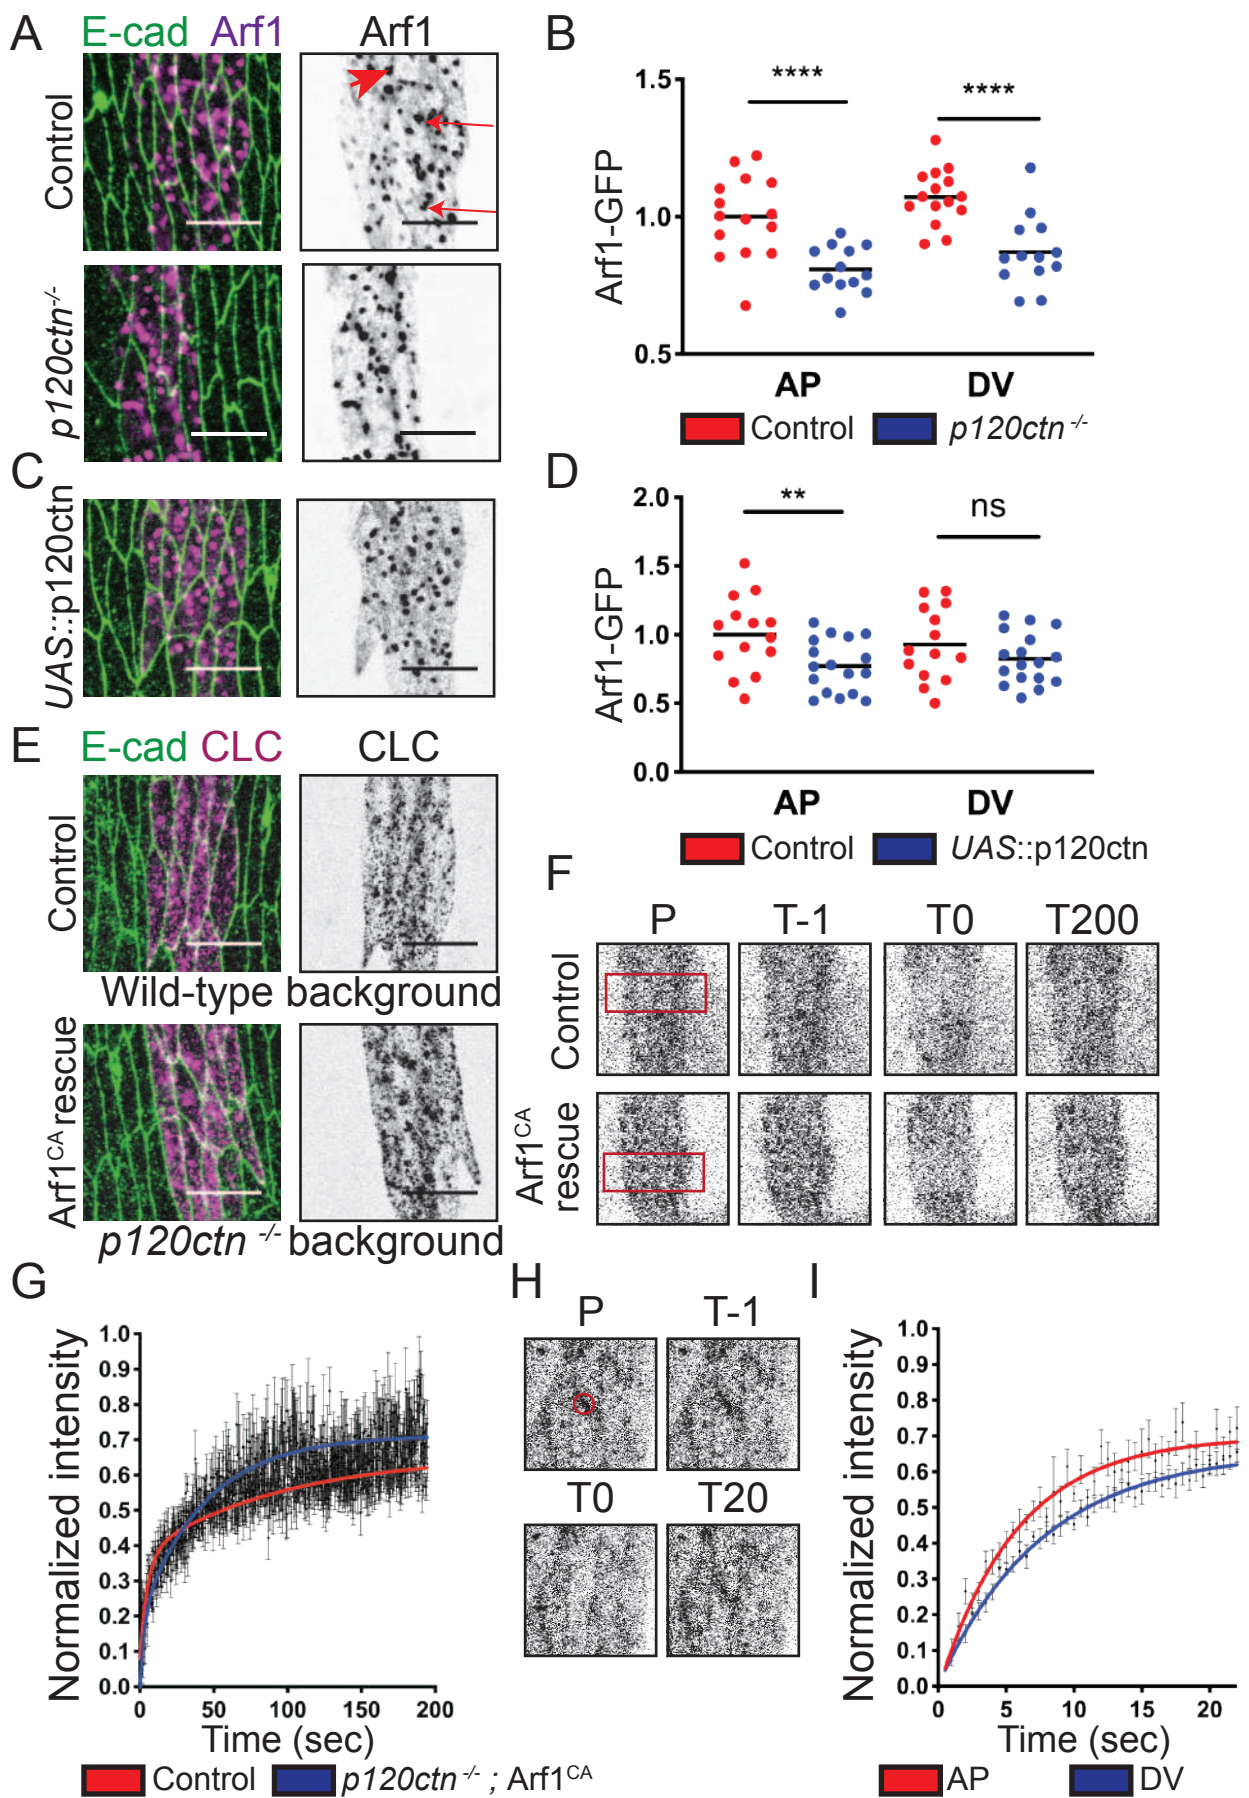 A
E-cad Arf1
Arf1
Control
p120ctn-/-
B
1.5
1.0
0.5
Arf1-GFP
****
****
AP
DV
Control
p120ctn -/-
C
UAS::p120ctn
D
2.0
1.5
1.0
0.5
0.0
Arf1-GFP
**
ns
AP
DV
Control
UAS::p120ctn
E
E-cad CLC
CLC
Control
Wild-type background
Arf1CA rescue
p120ctn -/- background
F
P
T-1
T0
T200
Control
Arf1CA
rescue
G
Normalized intensity
1.0
0.9
0.8
0.7
0.6
0.5
0.4
0.3
0.2
0.1
0.0
0
50
100
150
200
Time (sec)
Control
p120ctn -/- ; Arf1CA
H
P
T-1
T0
T20
I
Normalized intensity
1.0
0.9
0.8
0.7
0.6
0.5
0.4
0.3
0.2
0.1
0.0
0
5
10
15
20
Time (sec)
AP
DV